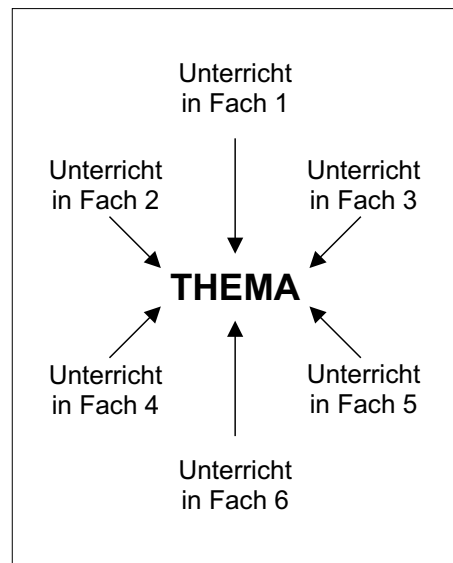 Unterricht
in Fach 1
Unterricht
in Fach 2
Unterricht
in Fach 3
THEMA
Unterricht
in Fach 4
Unterricht
in Fach 5
Unterricht
in Fach 6